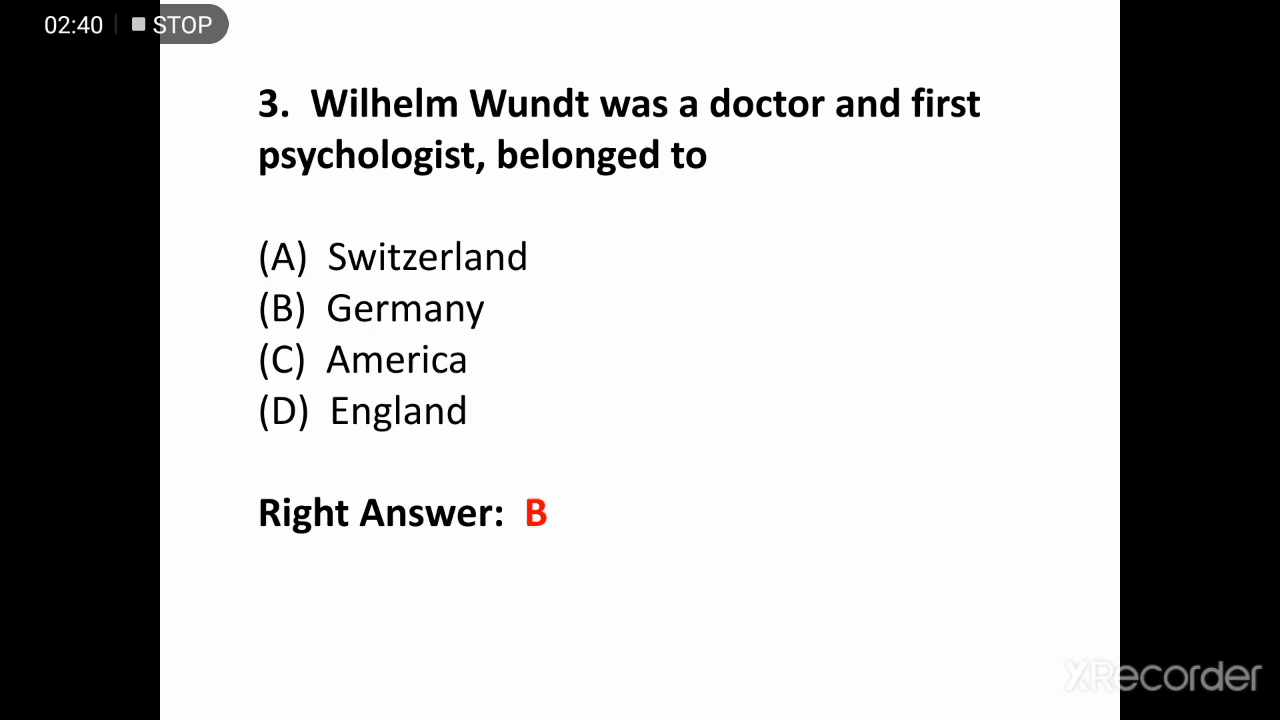 02:40 STOP
3. Wilhelm Wundt was a doctor and first
psychologist, belonged to
(A) Switzerland
(B) Germany
(C) America
(D) England
Right Answer: B
XRecorder